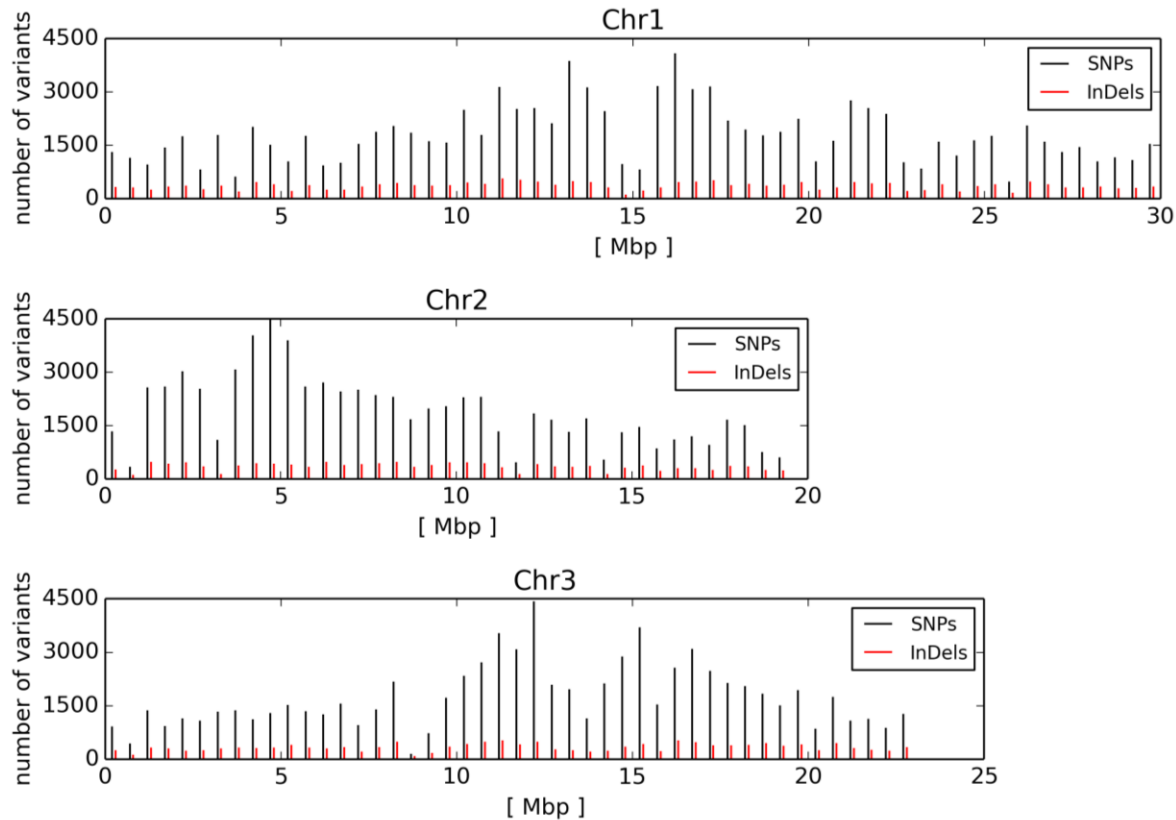 Chr1
number of variants
4500
3000
1500
0
SNPs
InDels
0 5 10 15 20 25 30
[ Mbp ]
Chr2
number of variants
4500
3000
1500
0
SNPs
InDels
0 5 10 15 20
[ Mbp ]
Chr3
number of variants
4500
3000
1500
0
SNPs
InDels
0 5 10 15 20 25
[ Mbp ]